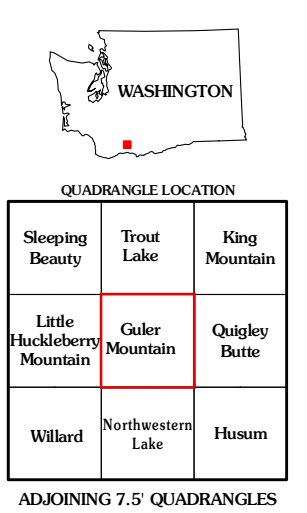 WASHINGTON
QUADRANGLE LOCATION
Sleeping
Beauty
Trout
Lake
King
Mountain
Little
Huckleberry
Mountain
Guler
Mountain
Quigley
Butte
Willard
Northwestern
Lake
Husum
ADJOINING 7.5' QUADRANGLES